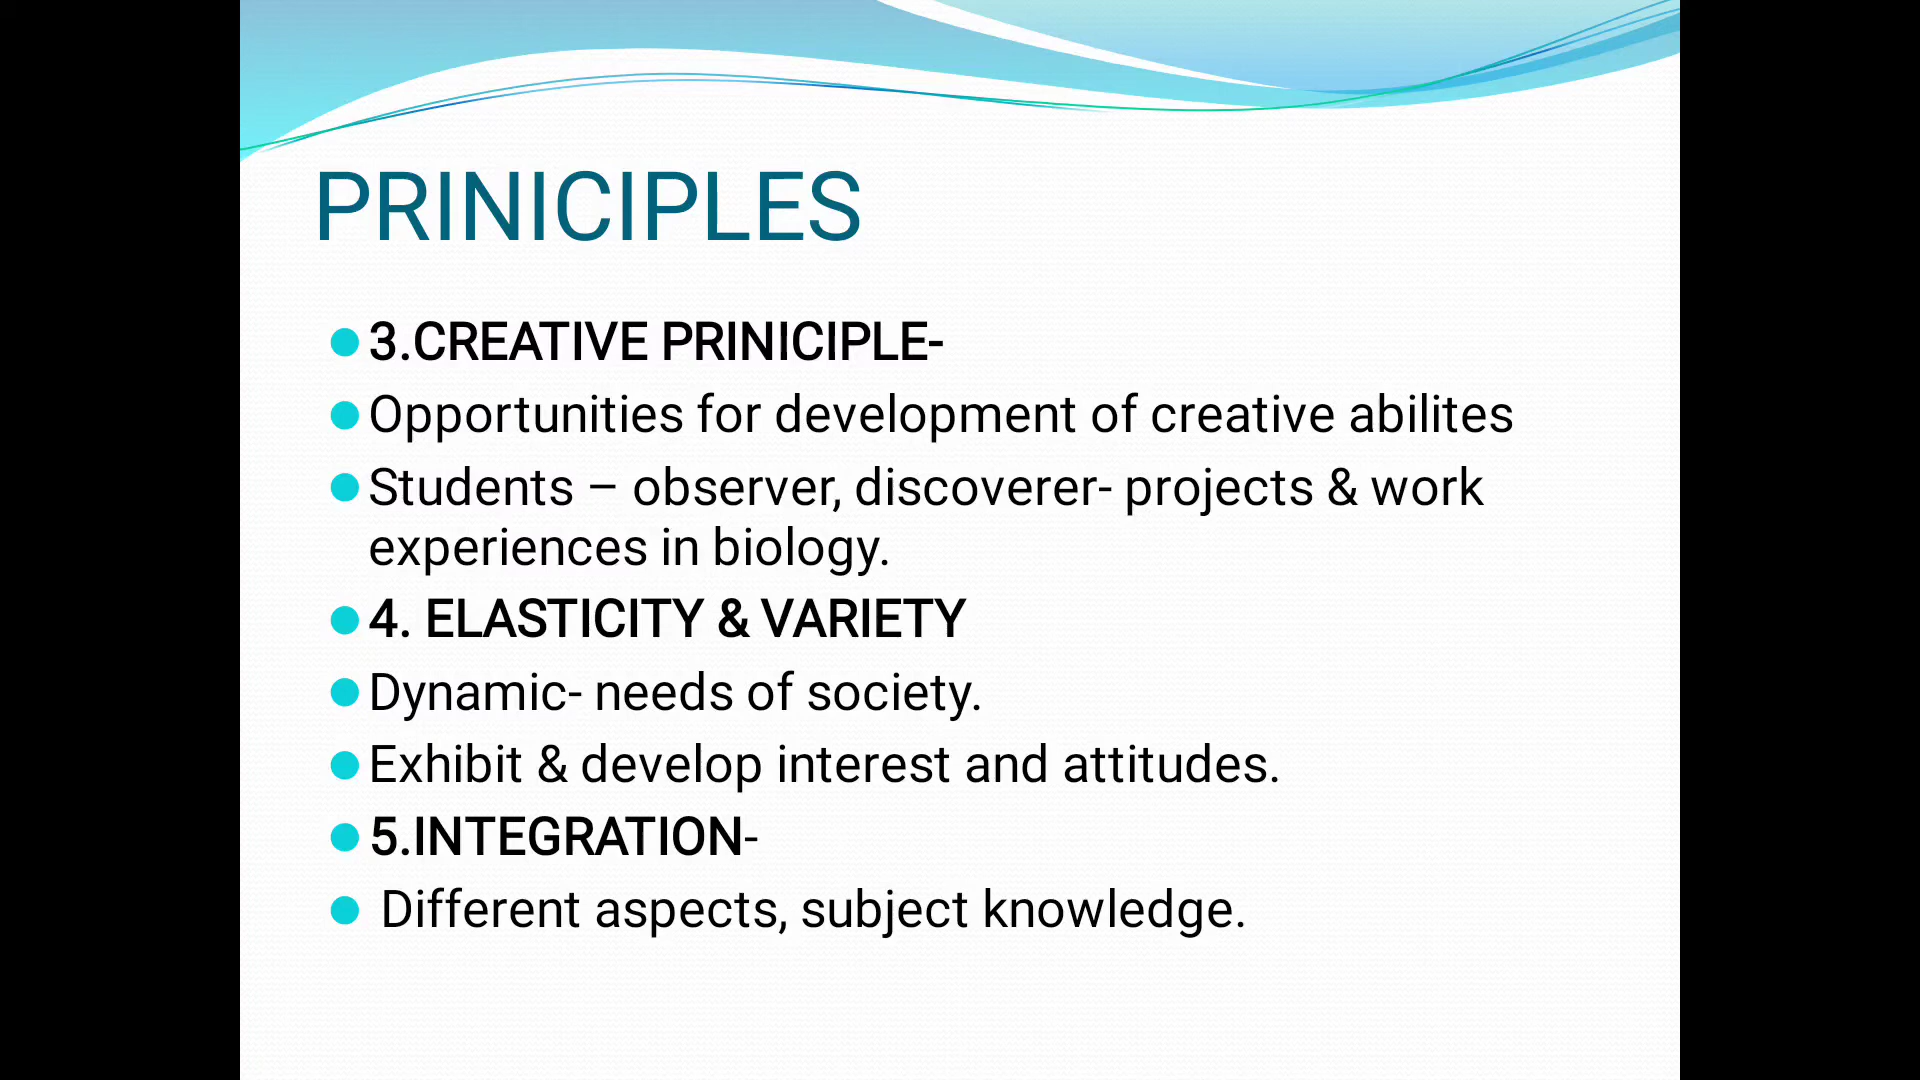 PRINICIPLES
3.CREATIVE PRINICIPLE-
Opportunities for development of creative abilites
Students – observer, discoverer- projects & work
experiences in biology.
4. ELASTICITY & VARIETY
Dynamic- needs of society.
Exhibit & develop interest and attitudes.
5.INTEGRATION-
Different aspects, subject knowledge.